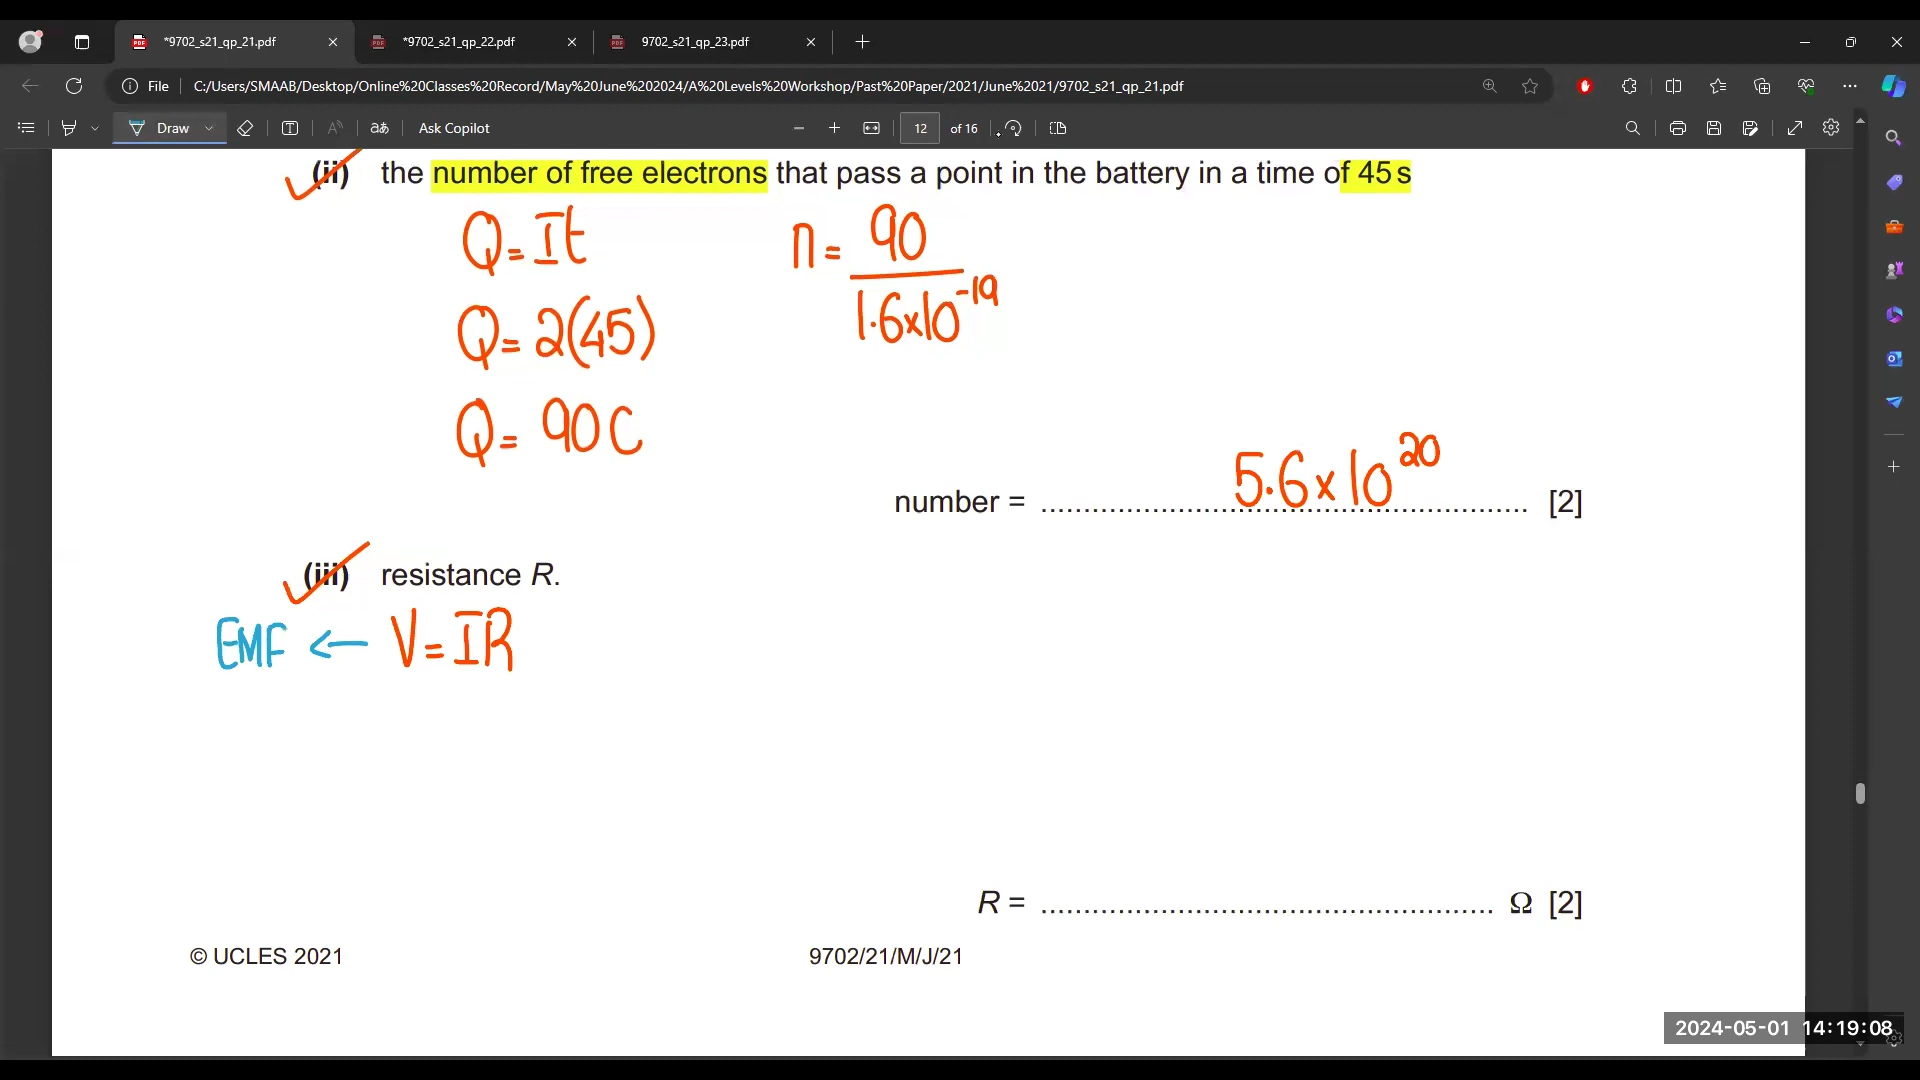 *9702_s21_qp_21.pdf
*9702_s21_qp_22.pdf
9702_s21_qp_23.pdf
File
C:/Users/SMAAB/Desktop/Online%20Classes%20Record/May%20June%202024/A%20Levels%20Workshop/Past%20Paper/2021/June%2021/9702_s21_qp_21.pdf
Draw
aあ
Ask Copilot
12 of 16
(ii) the number of free electrons that pass a point in the battery in a time of 45 s
Q = It
n = 90 / 1.6×10⁻¹⁹
Q = 2(45)
Q = 90 C
5.6×10²⁰
number = ........................................................ [2]
(iii) resistance R.
EMF ← V = IR
R = .................................................... Ω [2]
© UCLES 2021
9702/21/M/J/21
2024-05-01 14:19:08